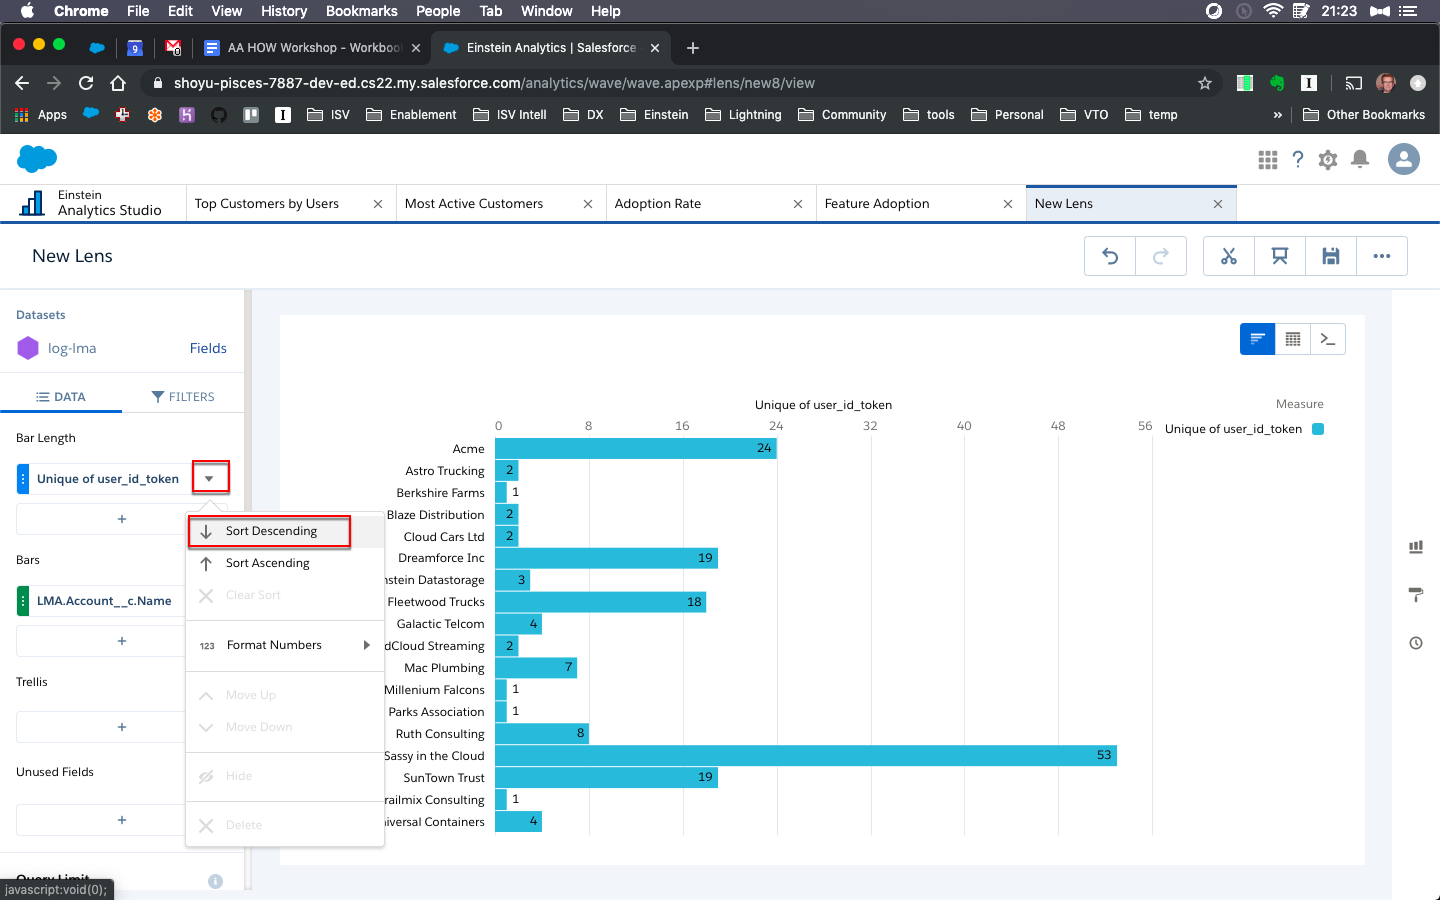 Chrome File Edit View History Bookmarks People Tab Window Help 21:23
9 0 AA HOW Workshop - Workboo Einstein Analytics | Salesforce
shoyu-pisces-7887-dev-ed.cs22.my.salesforce.com/analytics/wave/wave.apexp#lens/new8/view
Apps ISV Enablement ISV Intell DX Einstein Lightning Community tools Personal VTO temp » Other Bookmarks
Einstein
Analytics Studio
Top Customers by Users Most Active Customers Adoption Rate Feature Adoption New Lens
New Lens
Datasets
log-lma Fields
DATA FILTERS
Bar Length
Unique of user_id_token
+
Bars
LMA.Account__c.Name
+
Trellis
+
Unused Fields
+
Query Limit
javascript:void(0);
Sort Descending
Sort Ascending
Clear Sort
123 Format Numbers
Move Up
Move Down
Hide
Delete
Unique of user_id_token
0 8 16 24 32 40 48 56
Measure
Unique of user_id_token
Acme 24
Astro Trucking 2
Berkshire Farms 1
Blaze Distribution 2
Cloud Cars Ltd 2
Dreamforce Inc 19
nstein Datastorage 3
Fleetwood Trucks 18
Galactic Telcom 4
dCloud Streaming 2
Mac Plumbing 7
Millenium Falcons 1
Parks Association 1
Ruth Consulting 8
Sassy in the Cloud 53
SunTown Trust 19
railmix Consulting 1
iversal Containers 4